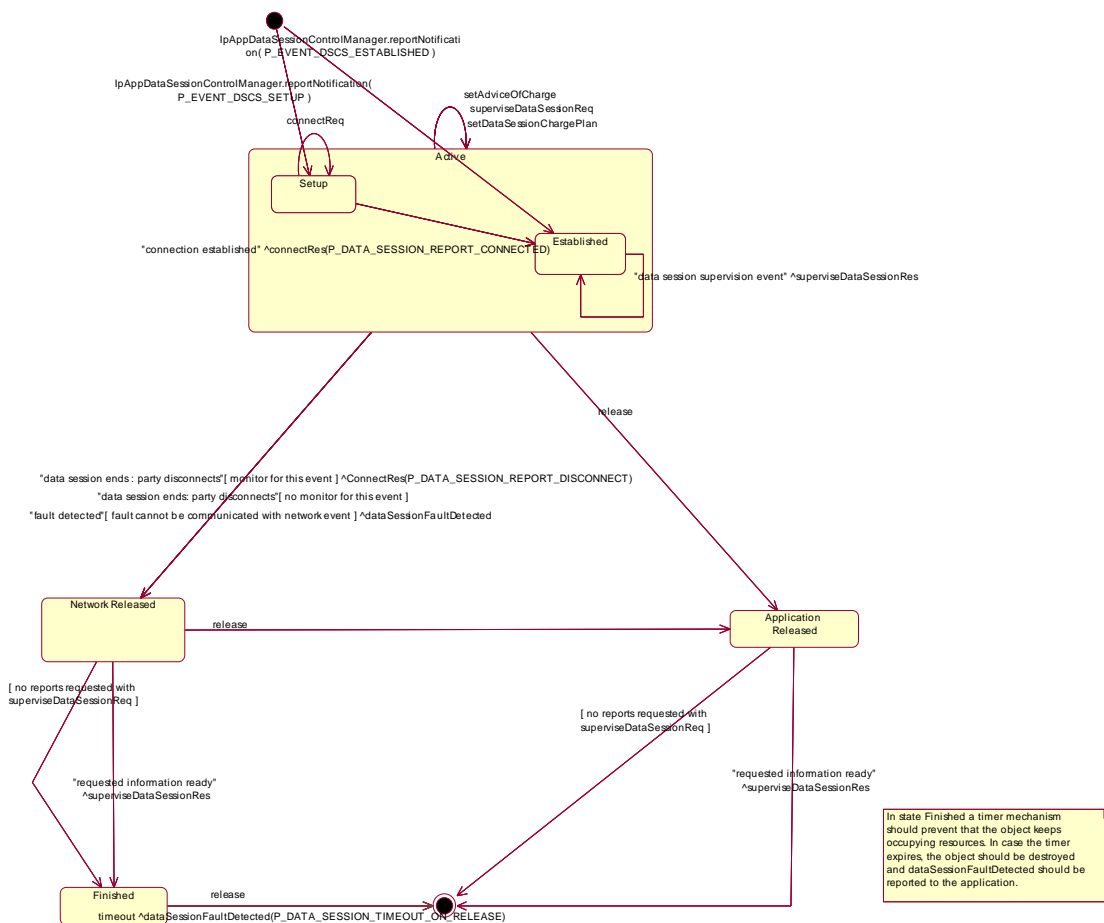 IpAppDataSessionControlManager.reportNotificati
on( P_EVENT_DSCS_ESTABLISHED )
IpAppDataSessionControlManager.reportNotification(
P_EVENT_DSCS_SETUP )
connectReq
setAdviceOfCharge
superviseDataSessionReq
setDataSessionChargePlan
Active
Setup
Established
"connection established" ^connectRes(P_DATA_SESSION_REPORT_CONNECTED)
"data session supervision event" ^superviseDataSessionRes
release
"data session ends : party disconnects"[ monitor for this event ] ^ConnectRes(P_DATA_SESSION_REPORT_DISCONNECT)
"data session ends: party disconnects"[ no monitor for this event ]
"fault detected"[ fault cannot be communicated with network event ] ^dataSessionFaultDetected
Network Released
release
Application
Released
[ no reports requested with
superviseDataSessionReq ]
"requested information ready"
^superviseDataSessionRes
[ no reports requested with
superviseDataSessionReq ]
"requested information ready"
^superviseDataSessionRes
In state Finished a timer mechanism
should prevent that the object keeps
occupying resources. In case the timer
expires, the object should be destroyed
and dataSessionFaultDetected should be
reported to the application.
Finished
release
timeout ^dataSessionFaultDetected(P_DATA_SESSION_TIMEOUT_ON_RELEASE)